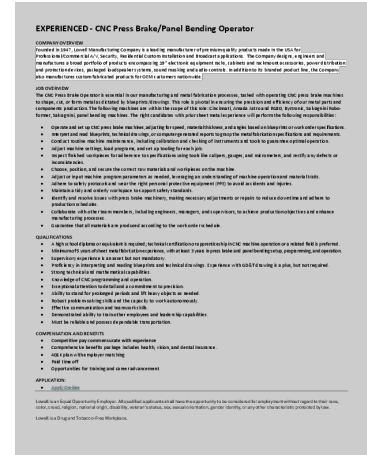 EXPERIENCED - CNC Press Brake/Panel Bending Operator
COMPANY OVERVIEW
Founded in 1947, Lowell Manufacturing Company is a leading manufacturer of premium quality products made in the USA for
Professional/Commercial A/V, Security, Residential Custom Installation and Broadcast applications. The Company designs, engineers and
manufactures a broad portfolio of products encompassing 19" electronic equipment racks, cabinets and rackmount accessories, power distribution
and protection devices, packaged loudspeaker systems, sound masking and audio controls. In addition to its branded product line, the Company
also manufactures custom fabricated products for OEM customers nationwide.
JOB OVERVIEW
The CNC Press Brake Operator is essential in our manufacturing and metal fabrication processes, tasked with operating CNC press brake machines
to shape, cut, or form metal as dictated by blueprint drawings. This role is pivotal in ensuring the precision and efficiency of our metal parts and
components production. The following machines are within the scope of this role: Cincinnati, Amada Astro and
The right candidates with prior sheet metal experience will perform the following responsibilities:
Operate and set up CNC press brake machines, adjusting for speed, material thickness, and angles based on blueprints or work order specifications.
Interpret and read blueprints, technical drawings, or computer-generated reports to grasp the metal fabrication specifications and requirements.
Conduct routine machine maintenance, including calibration and checking of instruments and tools to guarantee optimal operation.
Adjust machine settings, load programs, and set up tooling for each job
Inspect finished workpieces for adherence to specifications using tools like calipers, gauges, and micrometers, and rectify any defects or
inconsistencies.
Choose, position, and secure the correct raw materials or workpieces on the machine.
Adjust or input machine program parameters as needed, leveraging an understanding of machine operation and material traits.
Adhere to safety protocols and wear the right personal protective equipment (PPE) to avoid accidents and injuries.
Maintain a tidy and orderly workspace to support safety standards.
Identify and resolve issues with press brake machinery, making necessary adjustments or repairs to reduce downtime and adhere to
production schedule.
Collaborate with other team members, including engineers, managers, and supervisors, to achieve production objectives and enhance
manufacturing processes.
Guarantee that all materials are produced according to the work order schedule.
QUALIFICATIONS
A high school diploma or equivalent is required, technical certification or apprenticeship in CNC machine operation or a related field is preferred.
Minimum of 5 years of sheet metal fabrication experience, with at least 3 years in press brake and panel bending setup, programming, and operation.
Supervisory experience a bonus but not mandatory.
Proficiency in interpreting and reading blueprints and technical drawings. Experience with GD&T drawing is a plus, but not required.
Strong technical and mathematical capabilities.
Knowledge of CNC programming and operation.
Exceptional attention to detail and a commitment to precision.
Ability to stand for prolonged periods and lift heavy objects as needed.
Robust problem-solving skills and the capacity to work autonomously.
Effective communication and teamwork skills
Demonstrated ability to train other employees and leadership capabilities.
Must be reliable and possess dependable transportation.
COMPENSATION AND BENEFITS
Competitive pay commensurate with experience
Comprehensive benefits package includes health, vision, and dental insurance.
401K plan with employer matching
Paid time off
Opportunities for training and career advancement
APPLICATION:
Apply Online
Lowell is an Equal Opportunity Employer. All qualified applicants shall have the opportunity to be considered for employment without regard to their race,
color, creed, religion, national origin, disability, veteran's status, sex, sexual orientation, gender identity, or any other characteristic protected by law.
Lowell is a Drug and Tobacco-Free Workplace.